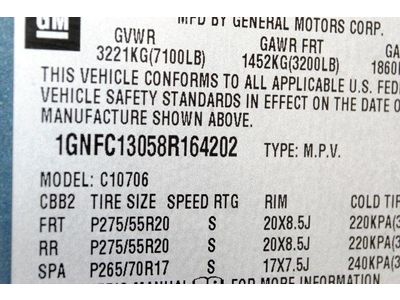 GM MFD BY GENERAL MOTORS CORP.
GVWR GAWR FRT
3221KG(7100LB) 1452KG(3200LB) 1860
THIS VEHICLE CONFORMS TO ALL APPLICABLE U.S.
VEHICLE SAFETY STANDARDS IN EFFECT ON THE DATE
MANUFACTURE SHOWN ABOVE.
1GNFC13058R164202 TYPE: M.P.V.
MODEL: C10706
CBB2 TIRE SIZE SPEED RTG RIM COLD
FRT P275/55R20 S 20X8.5J 220KPA(
RR P275/55R20 S 20X8.5J 220KPA(
SPA P265/70R17 S 17X7.5J 240KPA(
MANUAL FOR MORE INFORMATION